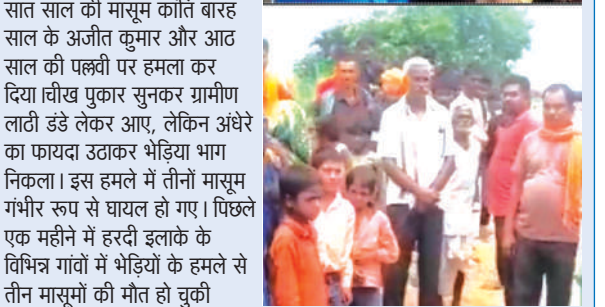 सात साल की मासूम कांति बारह
साल के अजीत कुमार और आठ
साल की पल्लवी पर हमला कर
दिया।चीख पुकार सुनकर ग्रामीण
लाठी डंडे लेकर आए, लेकिन अंधेरे
का फायदा उठाकर भेड़िया भाग
निकला। इस हमले में तीनों मासूम
गंभीर रूप से घायल हो गए। पिछले
एक महीने में हरदी इलाके के
विभिन्न गांवों में भेड़ियों के हमले से
तीन मासूमों की मौत हो चुकी